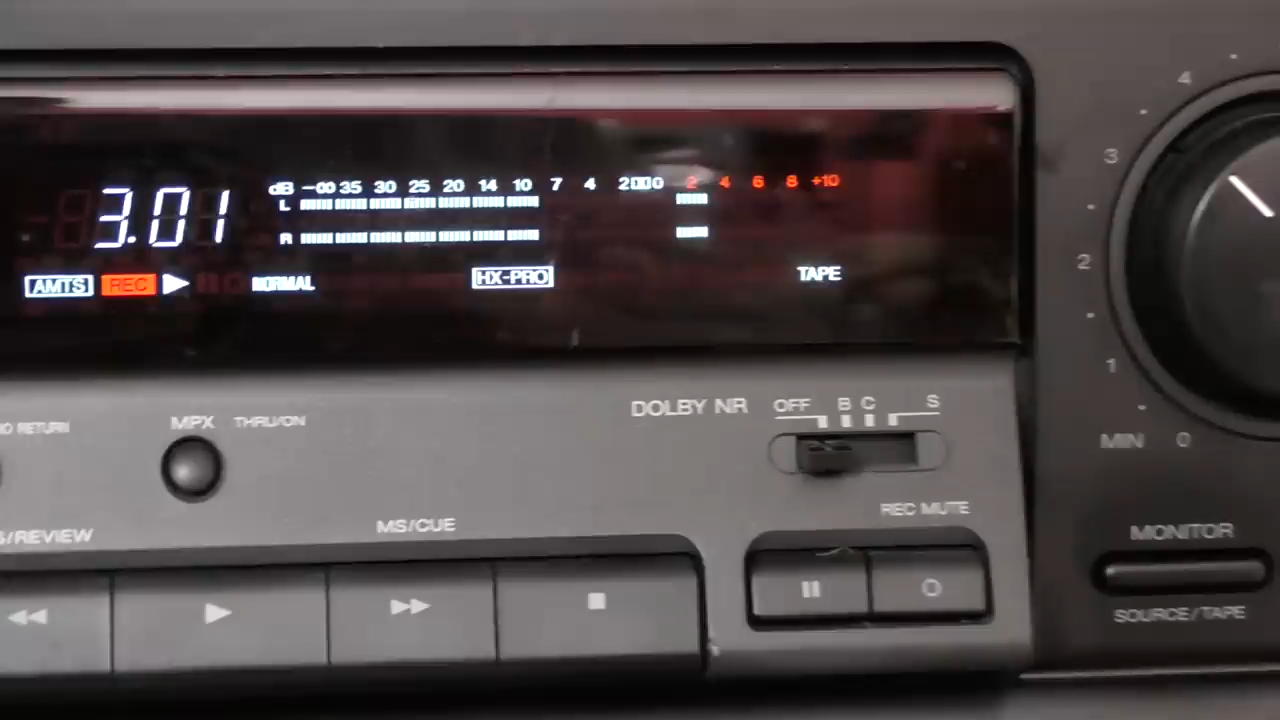 dB -∞ 35 30 25 20 14 10 7 4 2 0 2 4 6 8 +10
3.01
L
R
AMTS REC NORMAL HX-PRO TAPE
4
3
2
1
MIN 0
DOLBY NR OFF B C S
RETURN MPX THRU/ON
/REVIEW MS/CUE
REC MUTE
MONITOR
SOURCE/TAPE